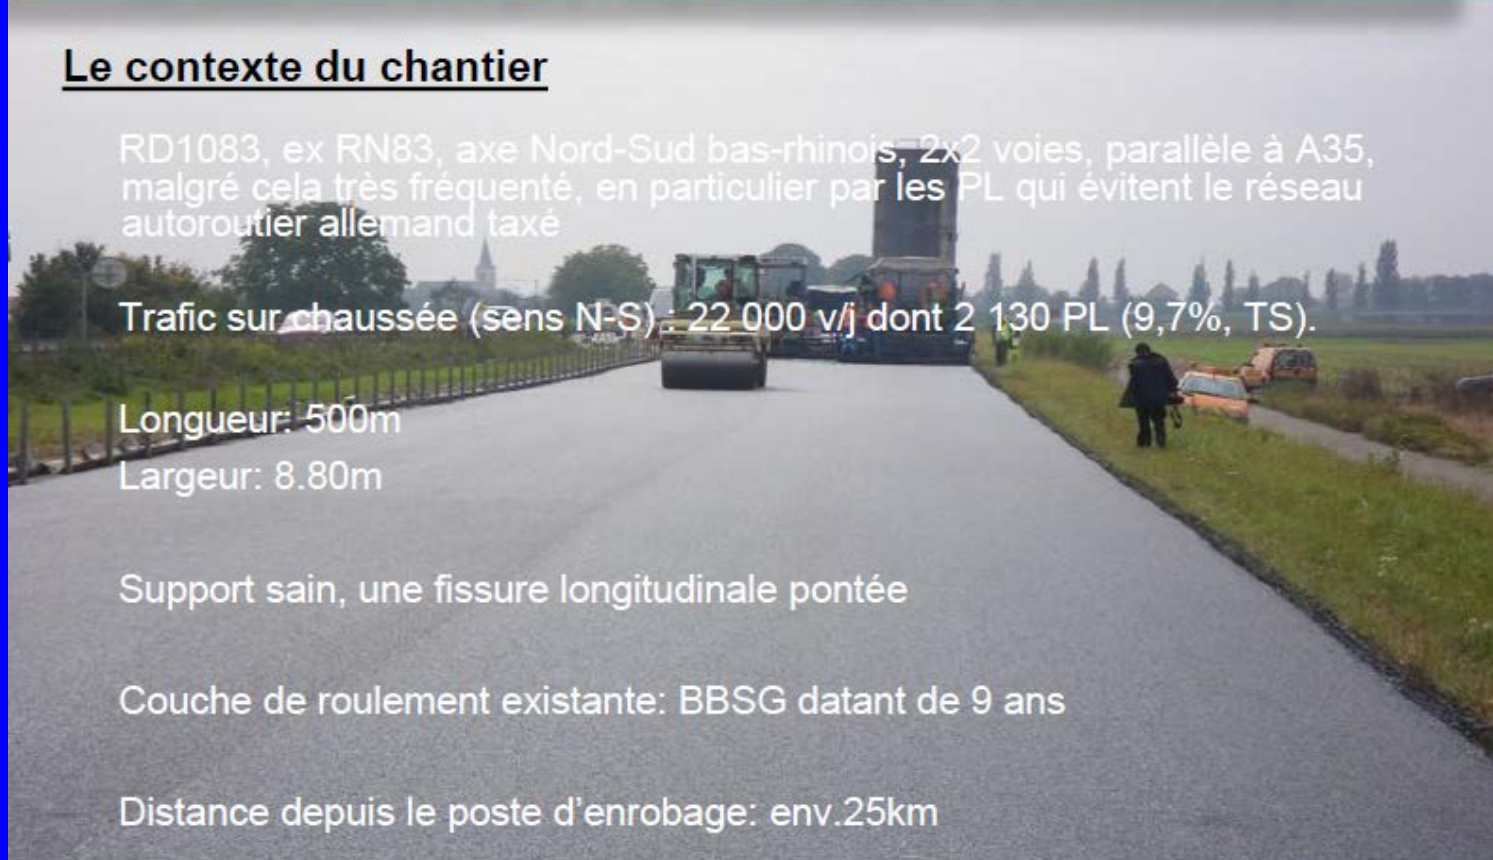 Le contexte du chantier
RD1083, ex RN83, axe Nord-Sud bas-rhinois, 2x2 voies, parallèle à A35,
malgré cela très fréquenté, en particulier par les PL qui évitent le réseau
autoroutier allemand taxé
Trafic sur chaussée (sens N-S) : 22 000 v/j dont 2 130 PL (9,7%, TS).
Longueur: 500m
Largeur: 8.80m
Support sain, une fissure longitudinale pontée
Couche de roulement existante: BBSG datant de 9 ans
Distance depuis le poste d'enrobage: env.25km